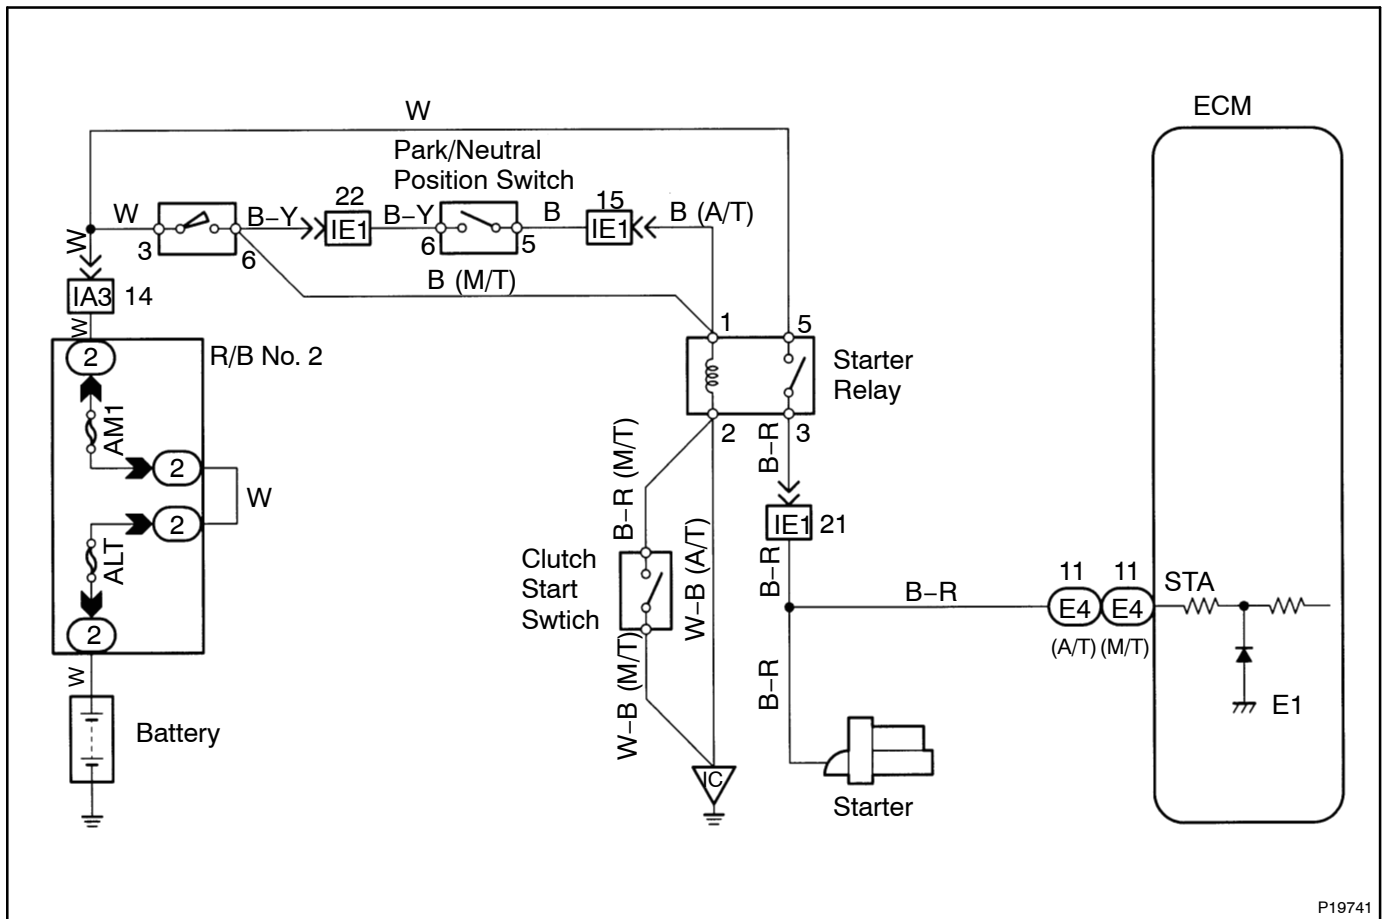 ECM
W
Park/Neutral
Position Switch
22
15
W
B–Y
IE1
B–Y
B
IE1
B (A/T)
3
6
6
5
W
B (M/T)
IA3
14
W
1
5
2
R/B No. 2
Starter
Relay
AM1
2
W
2
2
3
B–R (M/T)
B–R
ALT
IE1
21
2
Clutch
Start
Swtich
W–B (A/T)
B–R
B–R
11
11
STA
E4
E4
(A/T)
(M/T)
W
W–B (M/T)
B–R
E1
Battery
IC
Starter
P19741